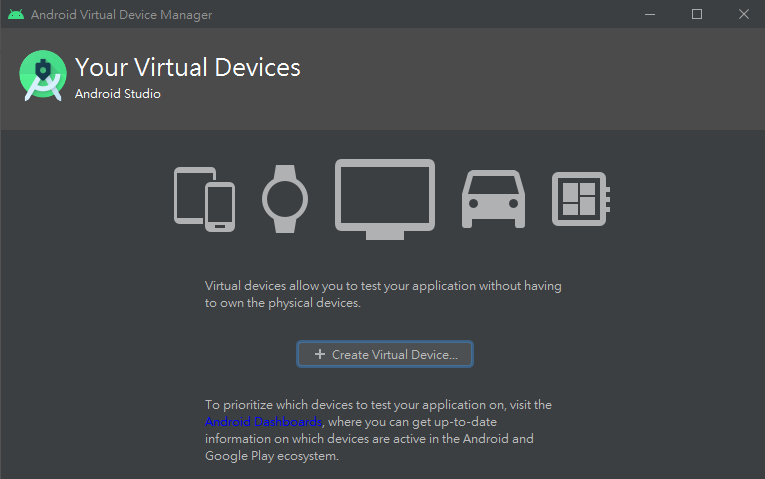 Android Virtual Device Manager
Your Virtual Devices
Android Studio
Virtual devices allow you to test your application without having
to own the physical devices.
+ Create Virtual Device...
To prioritize which devices to test your application on, visit the
Android Dashboards, where you can get up-to-date
information on which devices are active in the Android and
Google Play ecosystem.